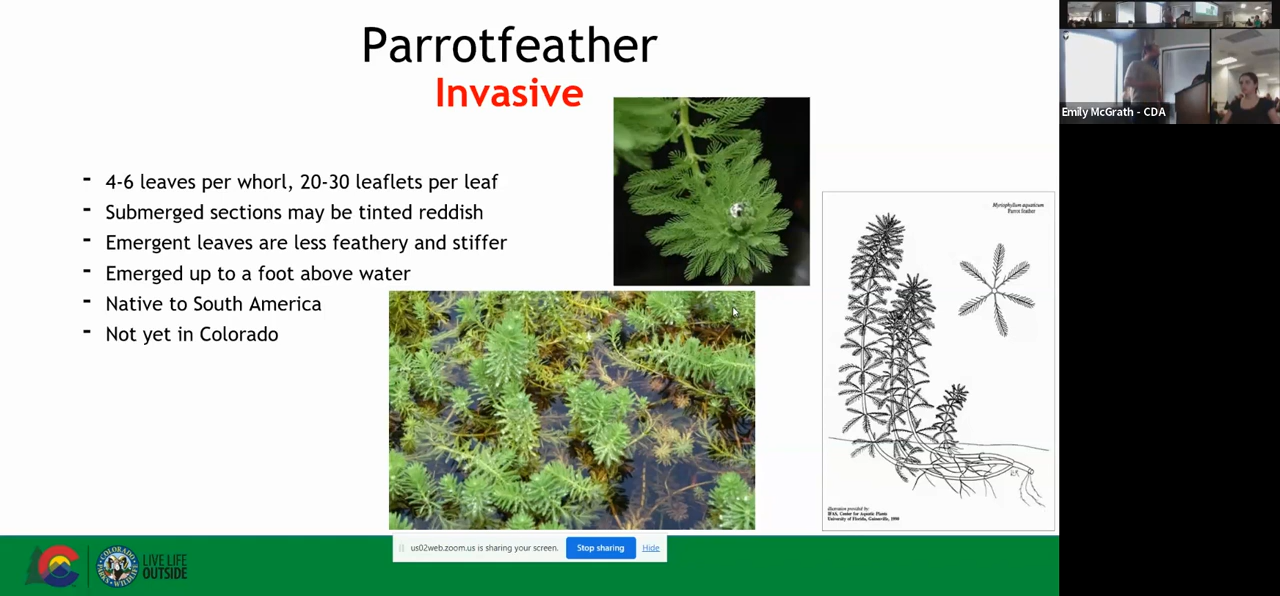 Parrotfeather
Invasive
- 4-6 leaves per whorl, 20-30 leaflets per leaf
- Submerged sections may be tinted reddish
- Emergent leaves are less feathery and stiffer
- Emerged up to a foot above water
- Native to South America
- Not yet in Colorado
Myriophyllum aquaticum
Parrot feather
Illustration provided by:
IFAS, Center for Aquatic Plants
University of Florida, Gainesville, 1990
us02web.zoom.us is sharing your screen.
Stop sharing
Hide
COLORADO
PARKS
WILDLIFE
LIVE LIFE
OUTSIDE
Emily McGrath - CDA